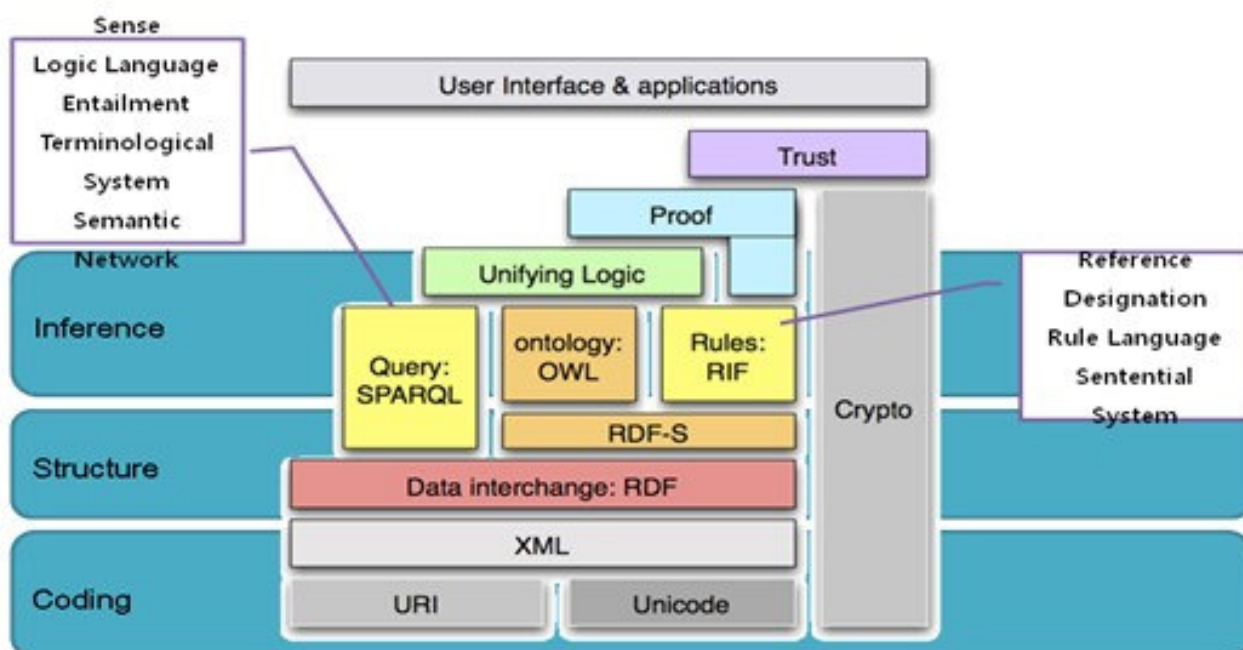 Sense
Logic Language
Entailment
Terminological
System
Semantic
Network
User Interface & applications
Trust
Proof
Unifying Logic
Inference
Query:
SPARQL
ontology:
OWL
Rules:
RIF
Reference
Designation
Rule Language
Sentential
System
Crypto
RDF-S
Structure
Data interchange: RDF
XML
Coding
URI
Unicode